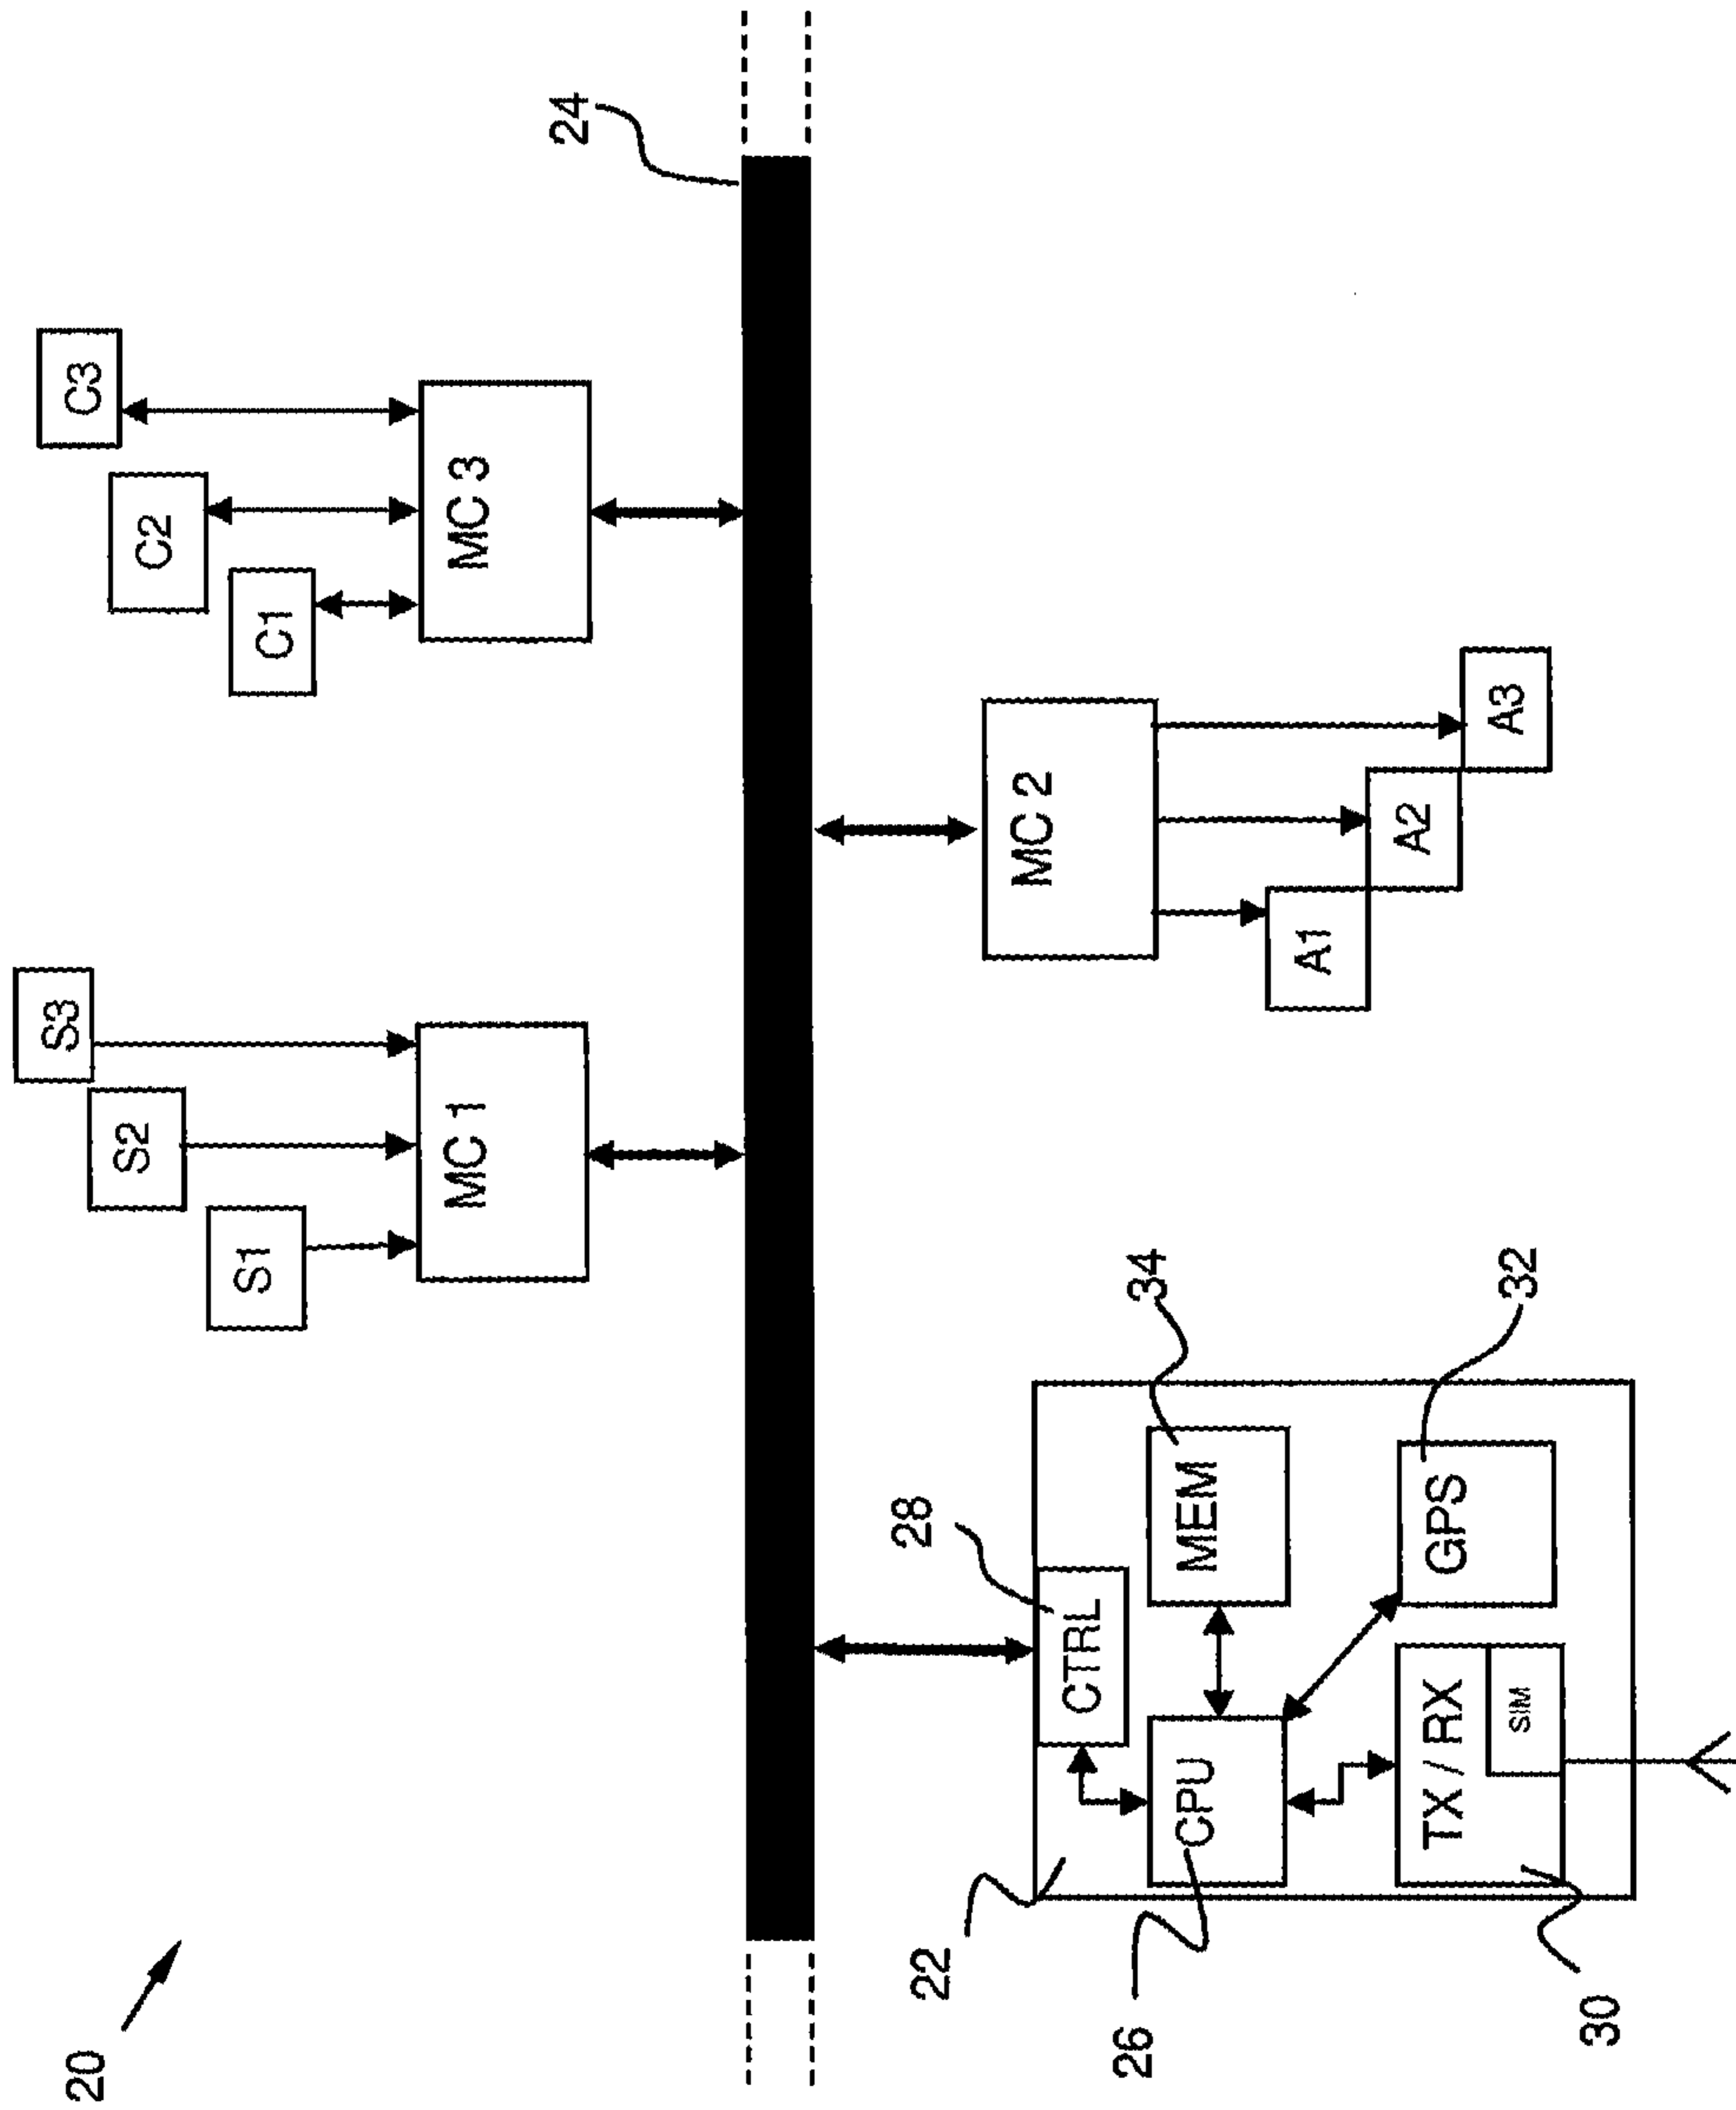 20
S1
S2
S3
C1
C2
C3
MC 1
MC 3
24
22
28
CTRL
MC 2
26
CPU
MEM
34
A1
A2
A3
30
TX / RX
SIM
GPS
32